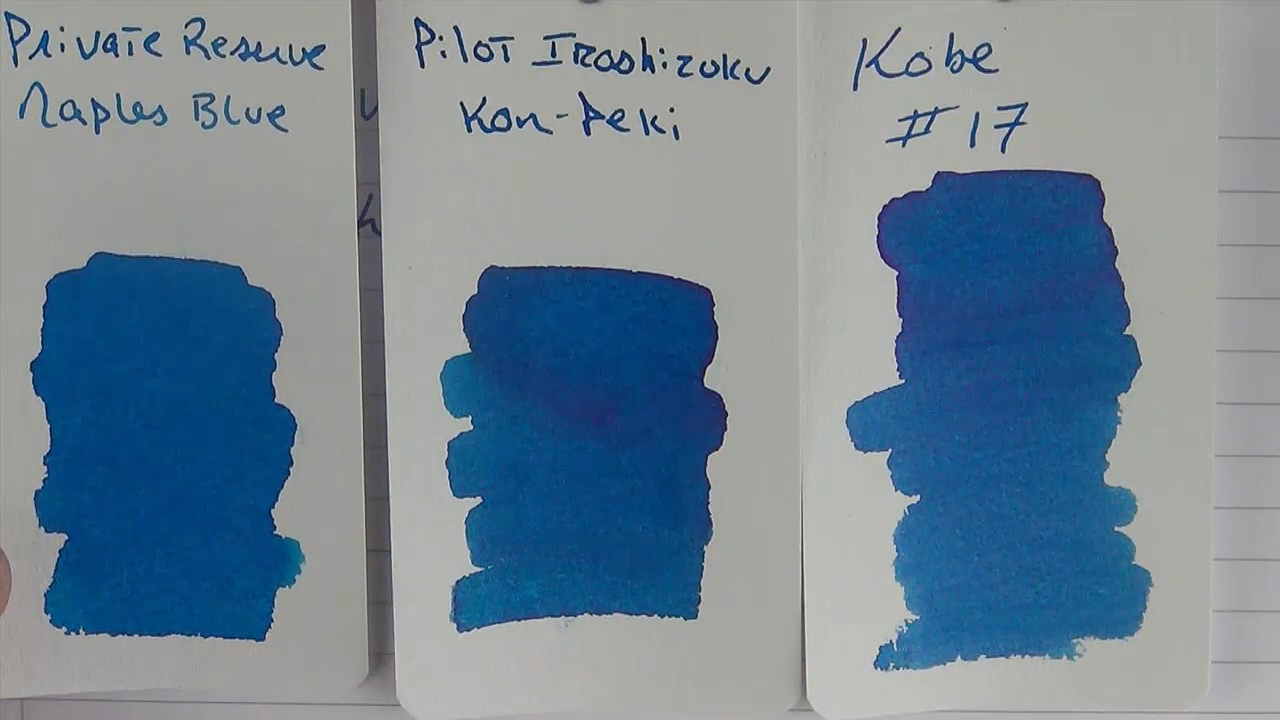 Private Reserve
Naples Blue
Pilot Iroshizuku
Kon-Peki
Kobe
#17